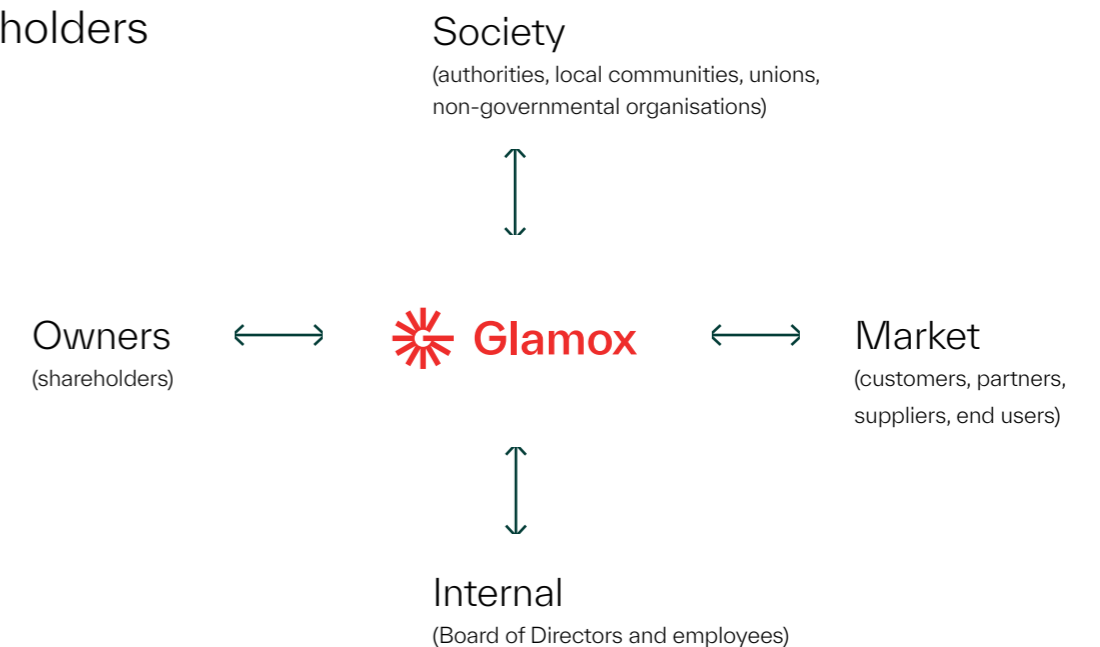 holders
Society
(authorities, local communities, unions,
non-governmental organisations)
Owners
(shareholders)
Glamox
Market
(customers, partners,
suppliers, end users)
Internal
(Board of Directors and employees)